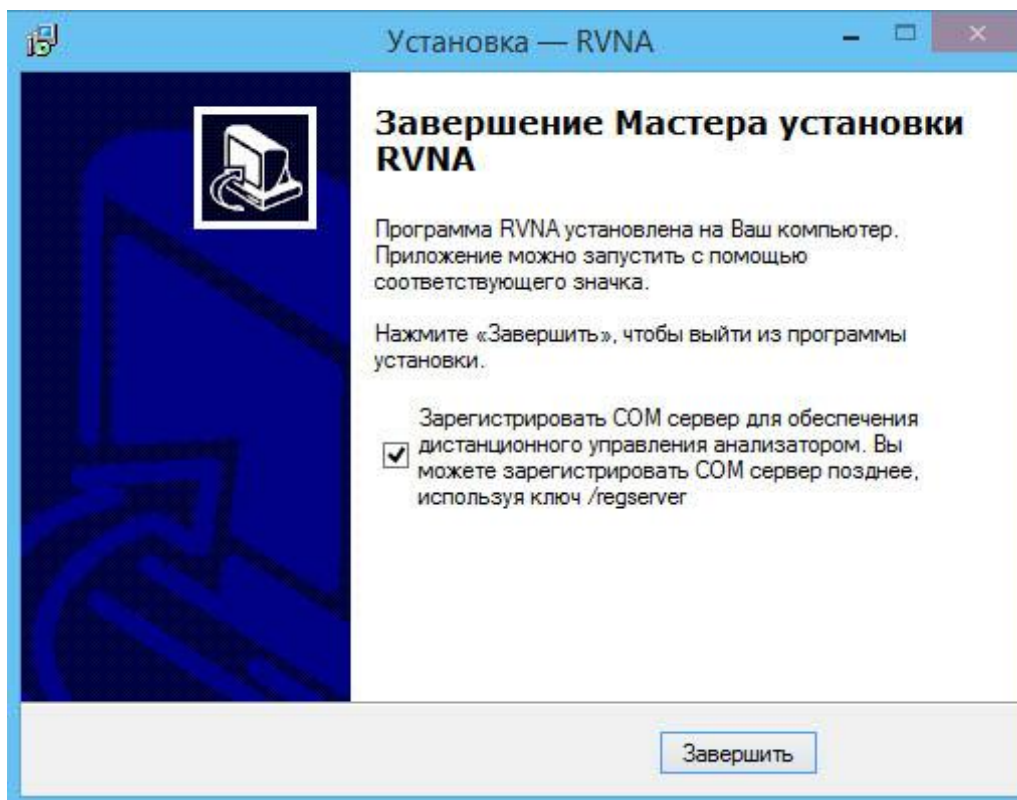 Установка — RVNA
Завершение Мастера установки
RVNA
Программа RVNA установлена на Ваш компьютер.
Приложение можно запустить с помощью
соответствующего значка.
Нажмите «Завершить», чтобы выйти из программы
установки.
Зарегистрировать COM сервер для обеспечения
дистанционного управления анализатором. Вы
можете зарегистрировать COM сервер позднее,
используя ключ /regserver
Завершить